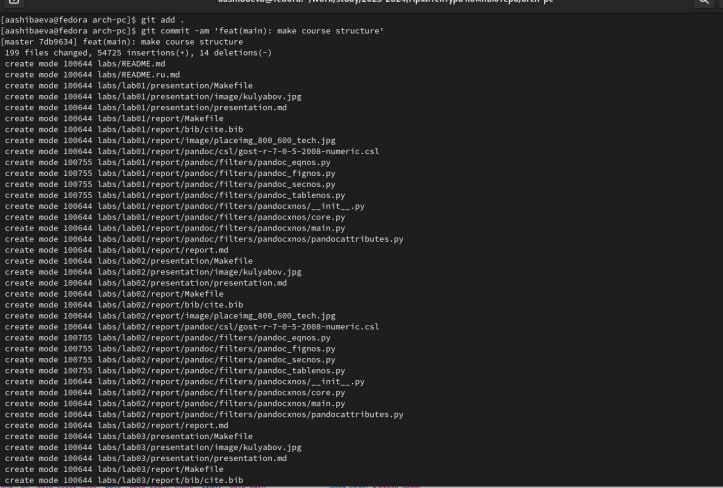 aashibaeva@fedora:~/work/study/2023-2024/Архитектура компьютера/arch-pc
[aashibaeva@fedora arch-pc]$ git add .
[aashibaeva@fedora arch-pc]$ git commit -am 'feat(main): make course structure'
[master 7db9634] feat(main): make course structure
199 files changed, 54725 insertions(+), 14 deletions(-)
create mode 100644 labs/README.md
create mode 100644 labs/README.ru.md
create mode 100644 labs/lab01/presentation/Makefile
create mode 100644 labs/lab01/presentation/image/kulyabov.jpg
create mode 100644 labs/lab01/presentation/presentation.md
create mode 100644 labs/lab01/report/Makefile
create mode 100644 labs/lab01/report/bib/cite.bib
create mode 100644 labs/lab01/report/image/placeimg_800_600_tech.jpg
create mode 100644 labs/lab01/report/pandoc/csl/gost-r-7-0-5-2008-numeric.csl
create mode 100755 labs/lab01/report/pandoc/filters/pandoc_eqnos.py
create mode 100755 labs/lab01/report/pandoc/filters/pandoc_fignos.py
create mode 100755 labs/lab01/report/pandoc/filters/pandoc_secnos.py
create mode 100755 labs/lab01/report/pandoc/filters/pandoc_tablenos.py
create mode 100644 labs/lab01/report/pandoc/filters/pandocxnos/__init__.py
create mode 100644 labs/lab01/report/pandoc/filters/pandocxnos/core.py
create mode 100644 labs/lab01/report/pandoc/filters/pandocxnos/main.py
create mode 100644 labs/lab01/report/pandoc/filters/pandocxnos/pandocattributes.py
create mode 100644 labs/lab01/report/report.md
create mode 100644 labs/lab02/presentation/Makefile
create mode 100644 labs/lab02/presentation/image/kulyabov.jpg
create mode 100644 labs/lab02/presentation/presentation.md
create mode 100644 labs/lab02/report/Makefile
create mode 100644 labs/lab02/report/bib/cite.bib
create mode 100644 labs/lab02/report/image/placeimg_800_600_tech.jpg
create mode 100644 labs/lab02/report/pandoc/csl/gost-r-7-0-5-2008-numeric.csl
create mode 100755 labs/lab02/report/pandoc/filters/pandoc_eqnos.py
create mode 100755 labs/lab02/report/pandoc/filters/pandoc_fignos.py
create mode 100755 labs/lab02/report/pandoc/filters/pandoc_secnos.py
create mode 100755 labs/lab02/report/pandoc/filters/pandoc_tablenos.py
create mode 100644 labs/lab02/report/pandoc/filters/pandocxnos/__init__.py
create mode 100644 labs/lab02/report/pandoc/filters/pandocxnos/core.py
create mode 100644 labs/lab02/report/pandoc/filters/pandocxnos/main.py
create mode 100644 labs/lab02/report/pandoc/filters/pandocxnos/pandocattributes.py
create mode 100644 labs/lab02/report/report.md
create mode 100644 labs/lab03/presentation/Makefile
create mode 100644 labs/lab03/presentation/image/kulyabov.jpg
create mode 100644 labs/lab03/presentation/presentation.md
create mode 100644 labs/lab03/report/Makefile
create mode 100644 labs/lab03/report/bib/cite.bib